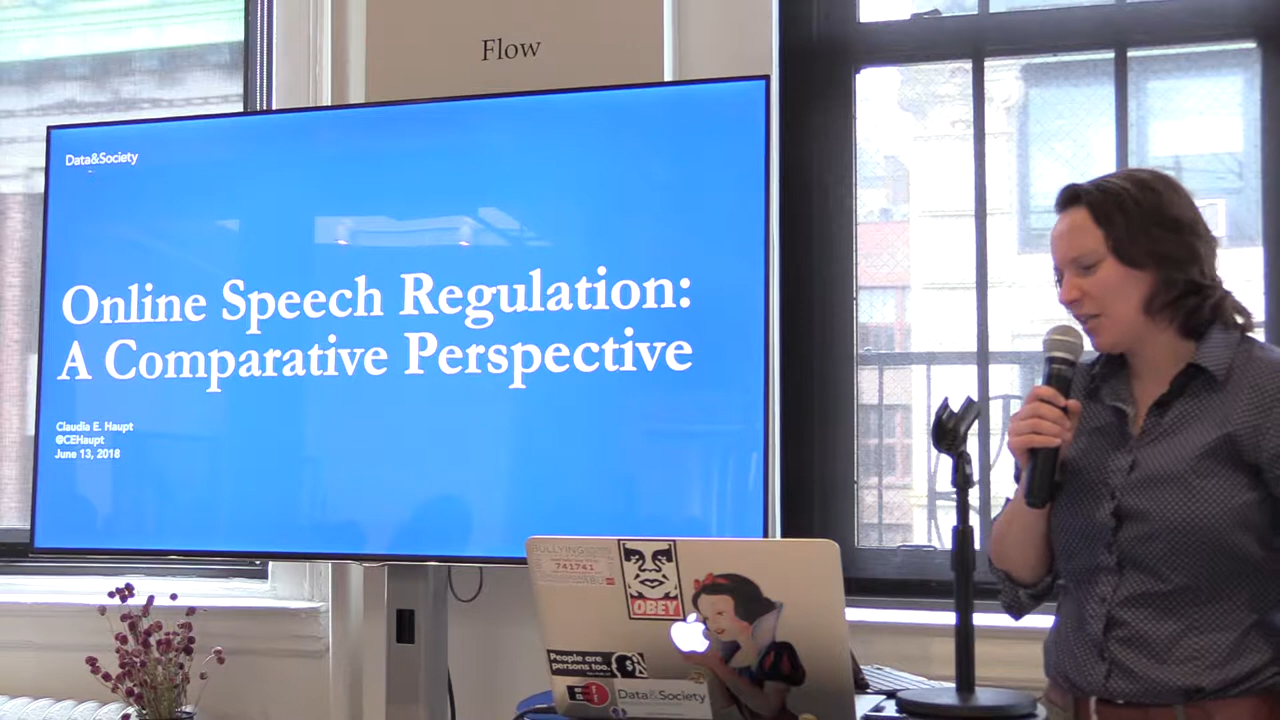 Flow
Data&Society
Online Speech Regulation:
A Comparative Perspective
Claudia E. Haupt
@CEHaupt
June 13, 2018
BULLYING
741741
OBEY
People are
persons too.
Data&Society